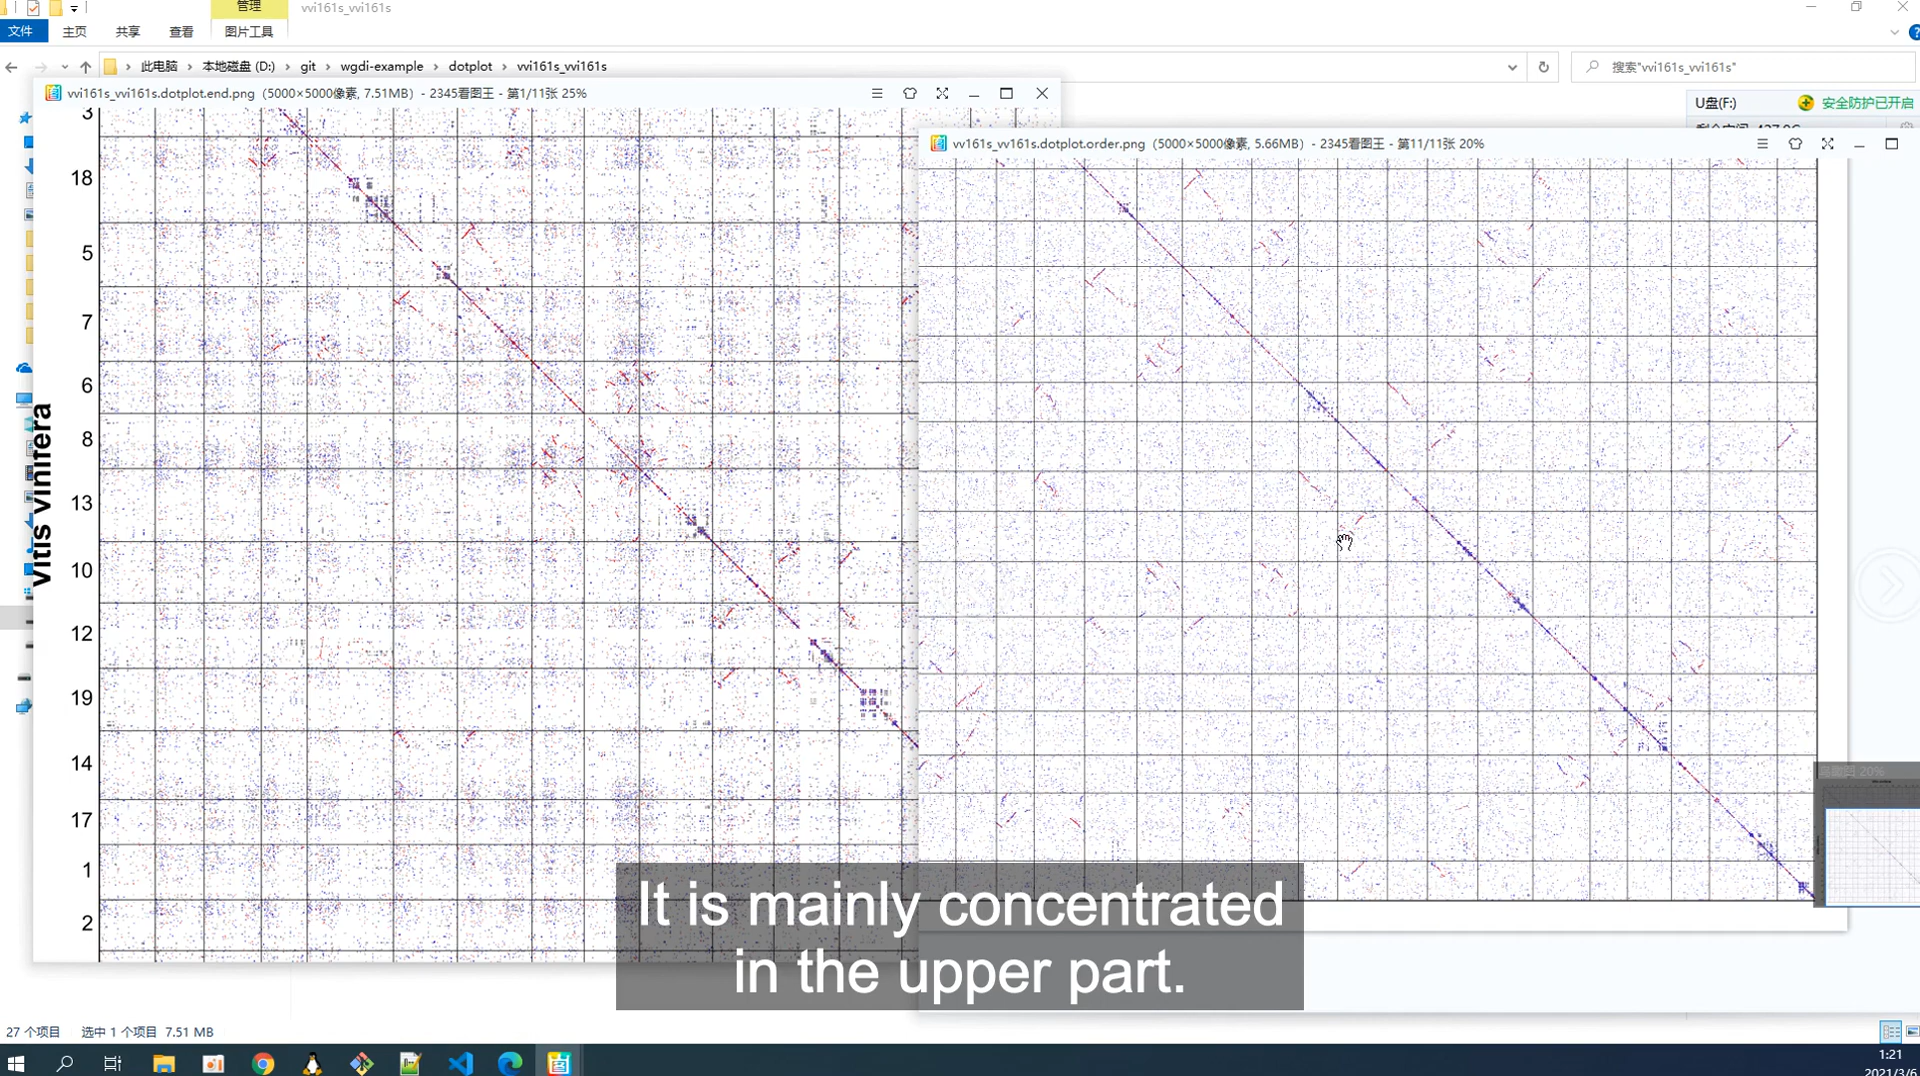 管理
vvi161s_vvi161s
文件
主页
共享
查看
图片工具
此电脑 › 本地磁盘 (D:) › git › wgdi-example › dotplot › vvi161s_vvi161s
搜索"vvi161s_vvi161s"
vvi161s_vvi161s.dotplot.end.png (5000×5000像素, 7.51MB) - 2345看图王 - 第1/11张 25%
U盘(F:)
安全防护已开启
vvi161s_vvi161s.dotplot.order.png (5000×5000像素, 5.66MB) - 2345看图王 - 第11/11张 20%
Vitis vinifera
3
18
5
7
6
8
13
10
12
19
14
17
1
2
鸟瞰图 20%
It is mainly concentrated
in the upper part.
27 个项目
选中 1 个项目 7.51 MB
1:21
2021/3/6